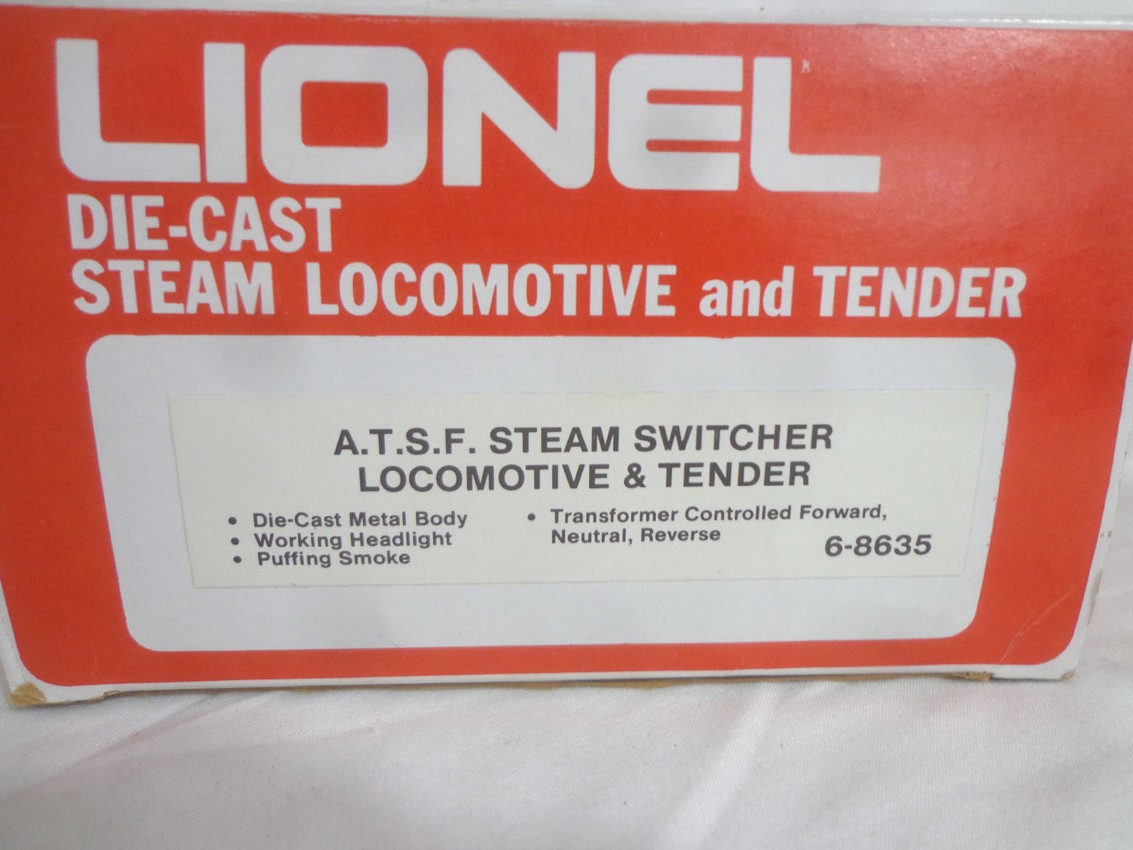 LIONEL
DIE-CAST
STEAM LOCOMOTIVE and TENDER
A.T.S.F. STEAM SWITCHER
LOCOMOTIVE & TENDER
• Die-Cast Metal Body
• Working Headlight
• Puffing Smoke
• Transformer Controlled Forward,
Neutral, Reverse
6-8635